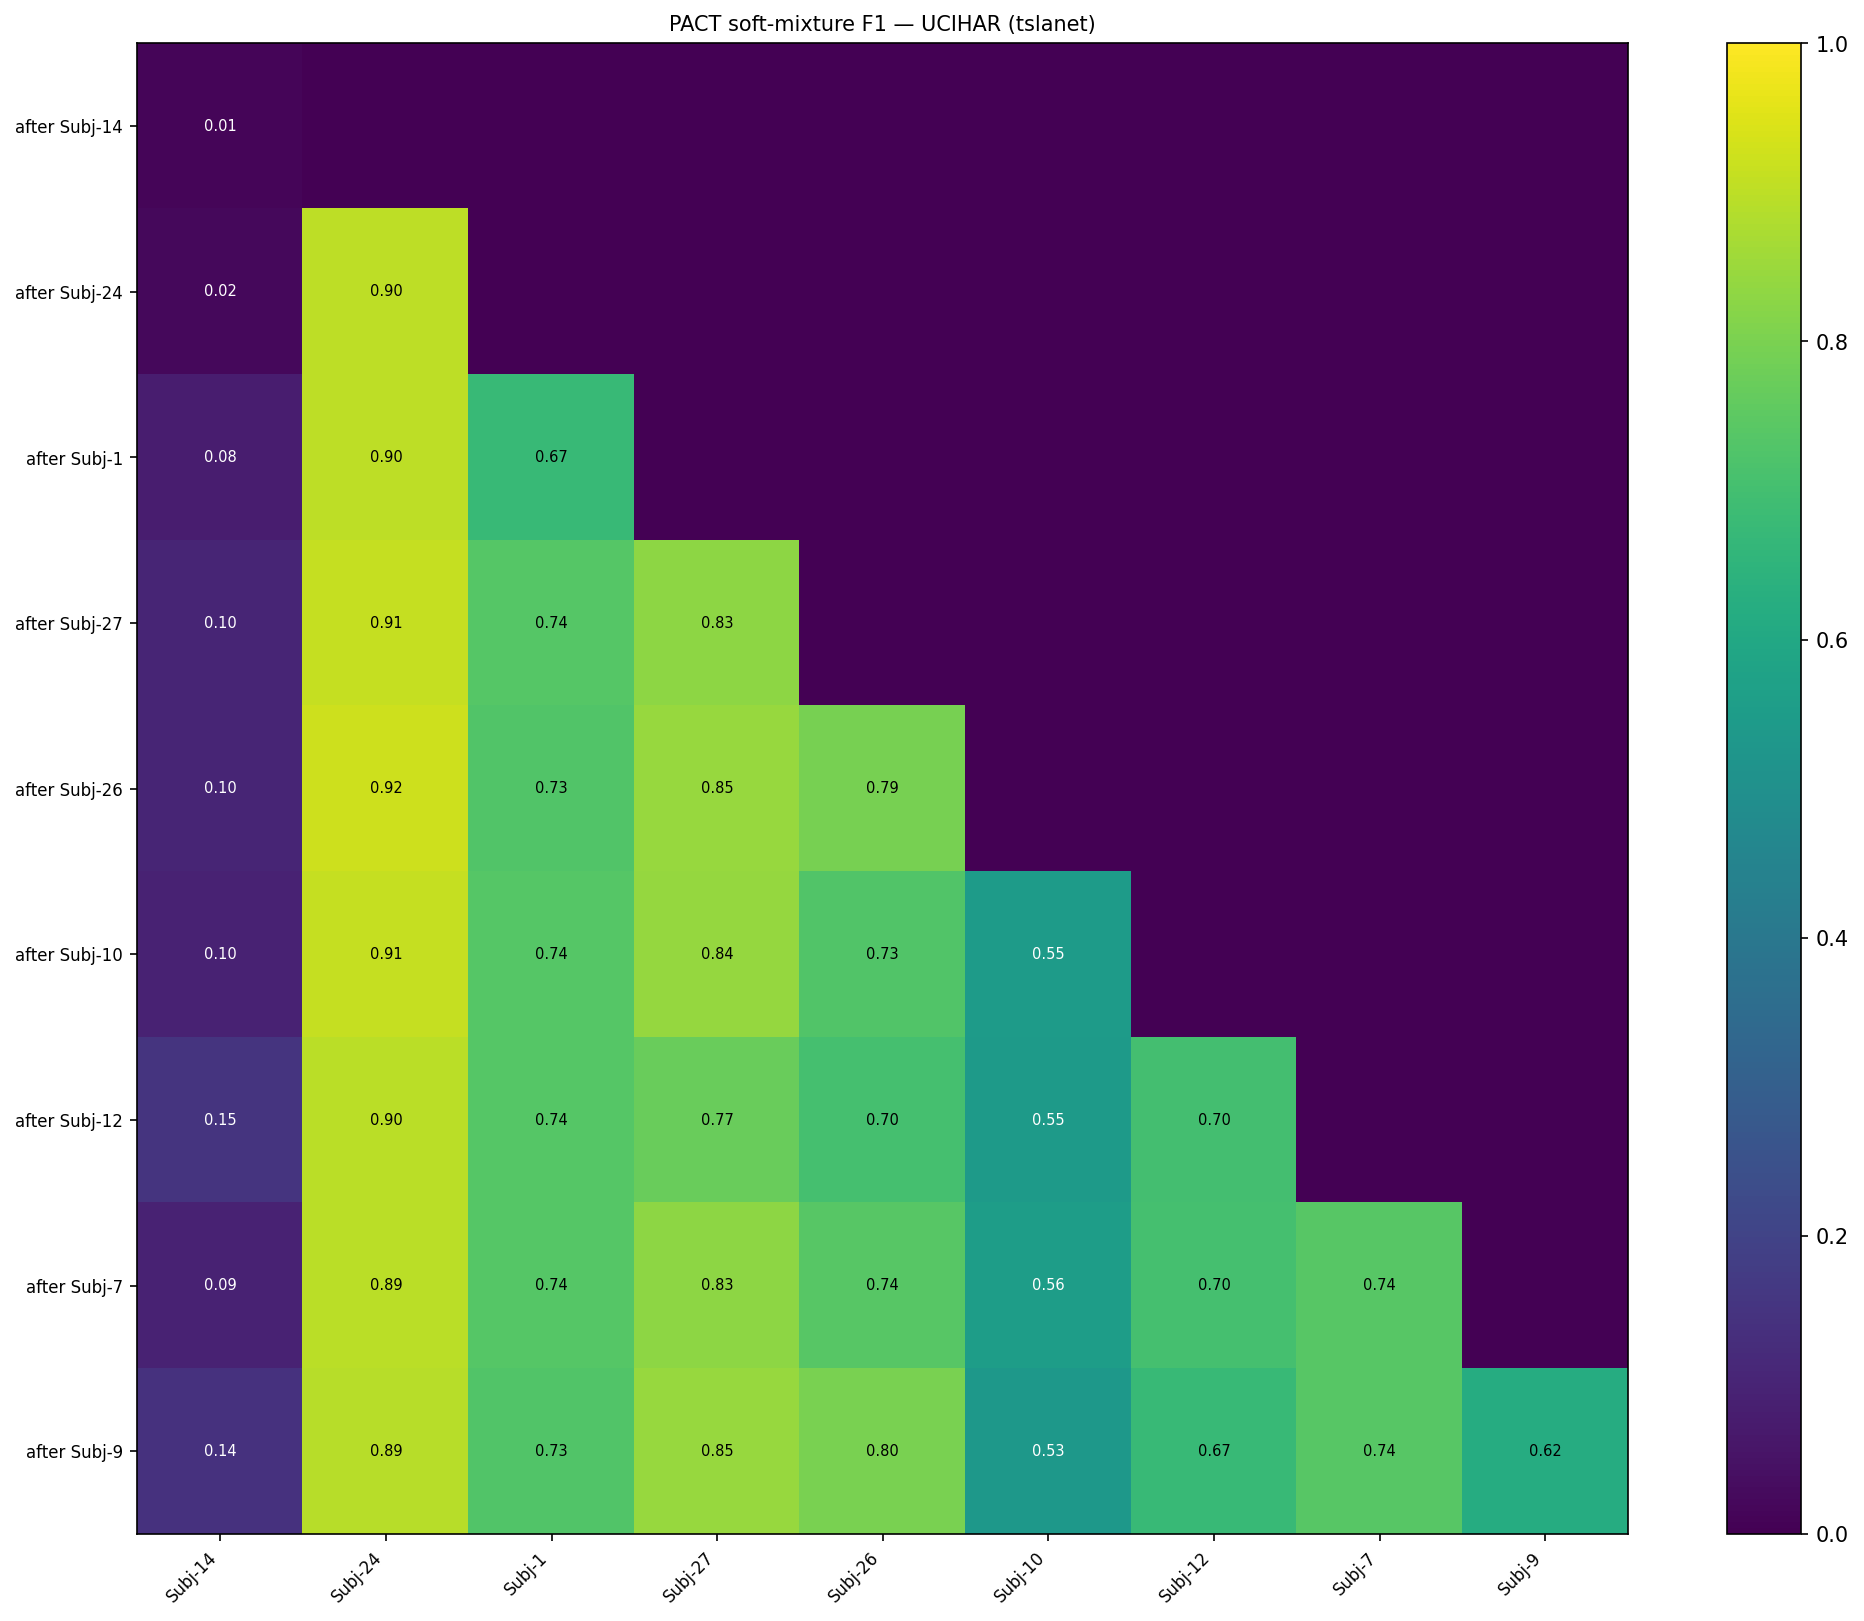 PACT soft-mixture F1 — UCIHAR (tslanet)
after Subj-14
0.01
after Subj-24
0.02 0.90
after Subj-1
0.08 0.90 0.67
after Subj-27
0.10 0.91 0.74 0.83
after Subj-26
0.10 0.92 0.73 0.85 0.79
after Subj-10
0.10 0.91 0.74 0.84 0.73 0.55
after Subj-12
0.15 0.90 0.74 0.77 0.70 0.55 0.70
after Subj-7
0.09 0.89 0.74 0.83 0.74 0.56 0.70 0.74
after Subj-9
0.14 0.89 0.73 0.85 0.80 0.53 0.67 0.74 0.62
Subj-14
Subj-24
Subj-1
Subj-27
Subj-26
Subj-10
Subj-12
Subj-7
Subj-9
1.0
0.8
0.6
0.4
0.2
0.0